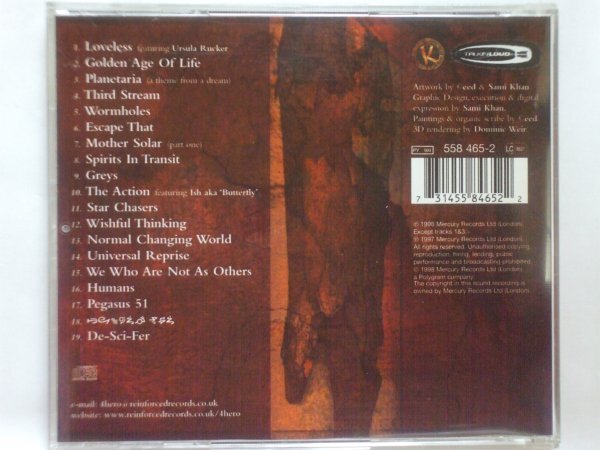 1. Loveless featuring Ursula Rucker
2. Golden Age Of Life
3. Planetaria (a theme from a dream)
4. Third Stream
5. Wormholes
6. Escape That
7. Mother Solar (part one)
8. Spirits In Transit
9. Greys
10. The Action featuring Ish aka "Butterfly"
11. Star Chasers
12. Wishful Thinking
13. Normal Changing World
14. Universal Reprise
15. We Who Are Not As Others
16. Humans
17. Pegasus 51
18.
19. De-Sci-Fer
e-mail: 4hero@reinforcedrecords.co.uk
website: www.reinforcedrecords.co.uk/4hero
K
TALKIN LOUD
Artwork by Geed & Sami Khan
Graphic Design, execution & digital
expression by Sami Khan.
Paintings & organic scribe by Geed
3D rendering by Dominic Weir.
558 465-2
LC
7 31455 84652 2
℗ 1998 Mercury Records Ltd (London).
Except tracks 1&3:-
℗ 1997 Mercury Records Ltd (London).
All rights reserved. Unauthorised copying,
reproduction, hiring, lending, public
performance and broadcasting prohibited.
© 1998 Mercury Records Ltd (London)
a Polygram company.
The copyright in this sound recording is
owned by Mercury Records Ltd (London).